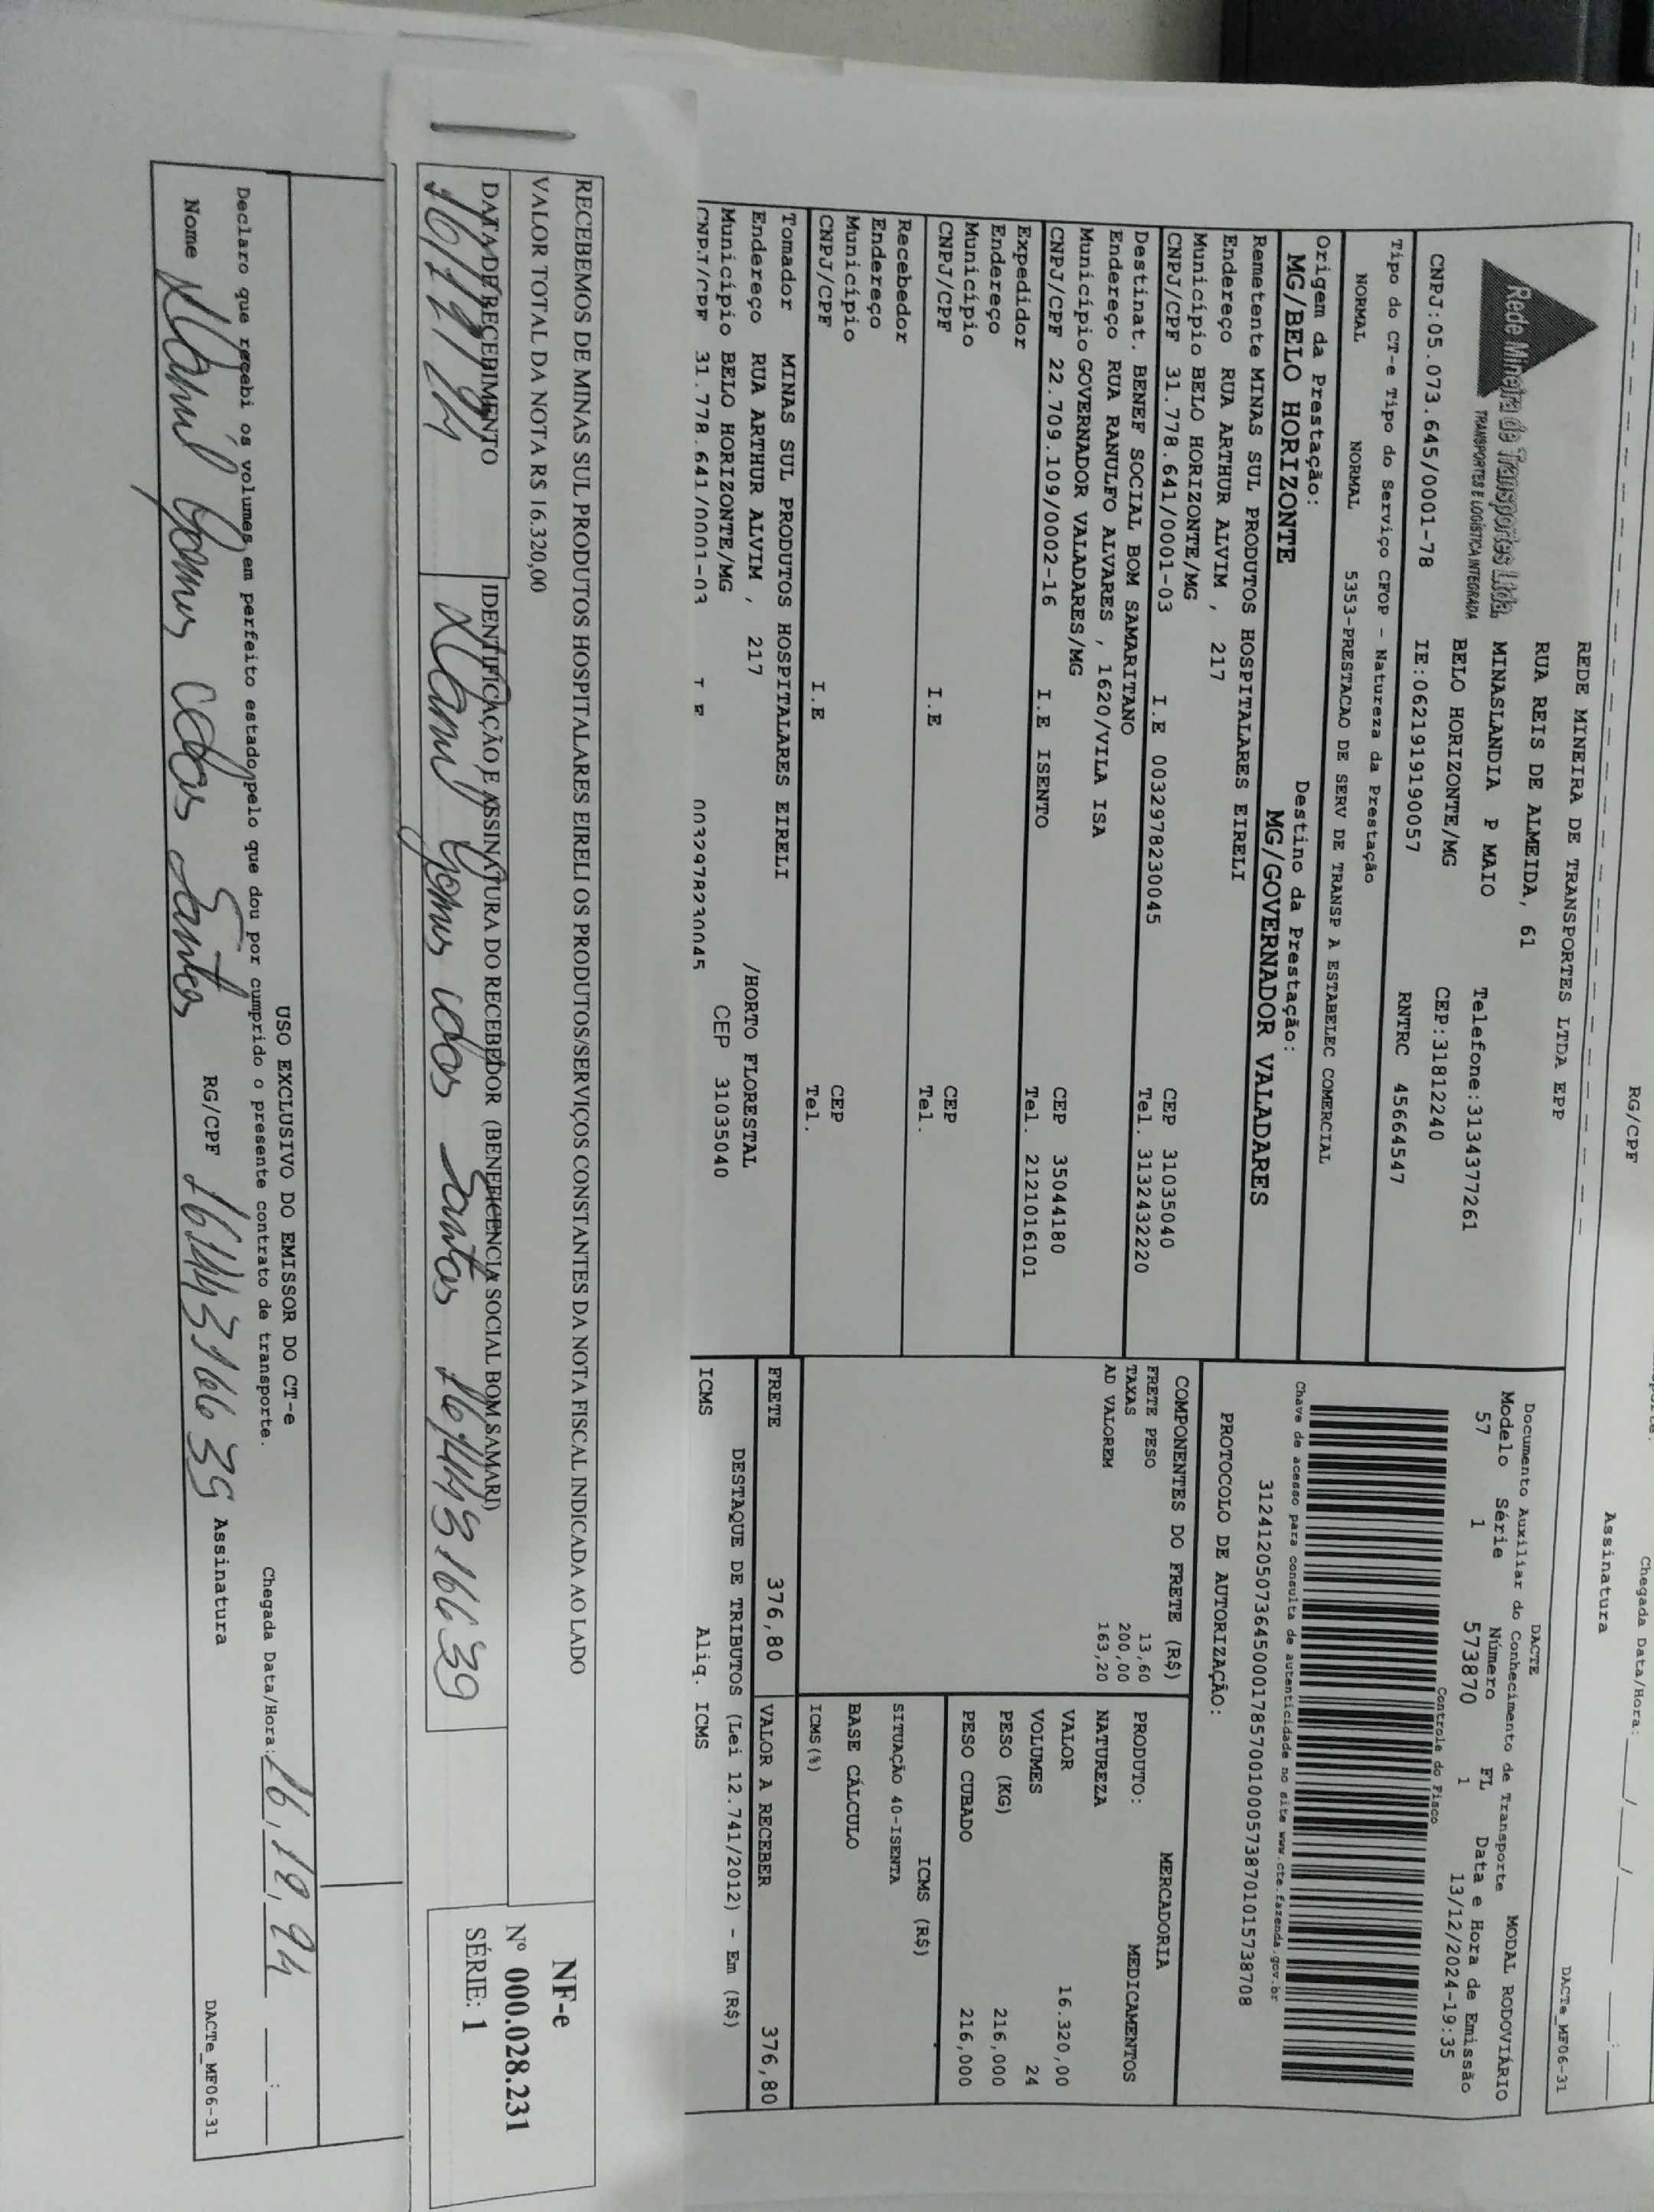 RG/CPF
Assinatura
Chegada Data/Hora: ___/___/___ ___:___
DACTe_MF06-31
Rede Mineira de Transportes Ltda.
TRANSPORTES E LOGÍSTICA INTEGRADA
REDE MINEIRA DE TRANSPORTES LTDA EPP
RUA REIS DE ALMEIDA, 61
MINASLANDIA P MAIO Telefone:3134377261
BELO HORIZONTE/MG CEP:31812240
CNPJ:05.073.645/0001-78 IE:0621919190057 RNTRC 45664547
Tipo do CT-e Tipo do Serviço CFOP - Natureza da Prestação
NORMAL NORMAL 5353-PRESTACAO DE SERV DE TRANSP A ESTABELEC COMERCIAL
Origem da Prestação: Destino da Prestação:
MG/BELO HORIZONTE MG/GOVERNADOR VALADARES
Remetente MINAS SUL PRODUTOS HOSPITALARES EIRELI
Endereço RUA ARTHUR ALVIM , 217
Município BELO HORIZONTE/MG CEP 31035040
CNPJ/CPF 31.778.641/0001-03 I.E 0032978230045 Tel. 3132432220
Destinat. BENEF SOCIAL BOM SAMARITANO
Endereço RUA RANULFO ALVARES , 1620/VILA ISA
Município GOVERNADOR VALADARES/MG CEP 35044180
CNPJ/CPF 22.709.109/0002-16 I.E ISENTO Tel. 2121016101
Expedidor
Endereço
Município CEP
CNPJ/CPF I.E Tel.
Recebedor
Endereço
Município CEP
CNPJ/CPF I.E Tel.
Tomador MINAS SUL PRODUTOS HOSPITALARES EIRELI
Endereço RUA ARTHUR ALVIM , 217 /HORTO FLORESTAL
Município BELO HORIZONTE/MG CEP 31035040
CNPJ/CPF 31.778.641/0001-03 I E 0032978230045
DACTE
Documento Auxiliar do Conhecimento de Transporte MODAL RODOVIÁRIO
Modelo Série Número FL Data e Hora de Emissão
57 1 573870 1 13/12/2024-19:35
Controle do Fisco
Chave de acesso para consulta de autenticidade no site www.cte.fazenda.gov.br
31241205073645000178570010005738701015738708
PROTOCOLO DE AUTORIZAÇÃO:
COMPONENTES DO FRETE (R$)
FRETE PESO 13,60
TAXAS 200,00
AD VALOREM 163,20
MERCADORIA
PRODUTO: MEDICAMENTOS
NATUREZA
VALOR 16.320,00
VOLUMES 24
PESO (KG) 216,000
PESO CUBADO 216,000
ICMS (R$)
SITUAÇÃO 40-ISENTA
BASE CÁLCULO
ICMS(%)
FRETE 376,80 VALOR A RECEBER 376,80
DESTAQUE DE TRIBUTOS (Lei 12.741/2012) - Em (R$)
ICMS Aliq. ICMS
RECEBEMOS DE MINAS SUL PRODUTOS HOSPITALARES EIRELI OS PRODUTOS/SERVIÇOS CONSTANTES DA NOTA FISCAL INDICADA AO LADO
VALOR TOTAL DA NOTA R$ 16.320,00
DATA DE RECEBIMENTO
16/12/24
IDENTIFICAÇÃO E ASSINATURA DO RECEBEDOR (BENEFICENCIA SOCIAL BOM SAMARI)
Gomes dos Santos
NF-e
Nº 000.028.231
SÉRIE: 1
USO EXCLUSIVO DO EMISSOR DO CT-e
Declaro que recebi os volumes em perfeito estado pelo que dou por cumprido o presente contrato de transporte.
Chegada Data/Hora: 16/12/24 ___:___
Nome Gomes dos Santos RG/CPF Assinatura
DACTe_MF06-31